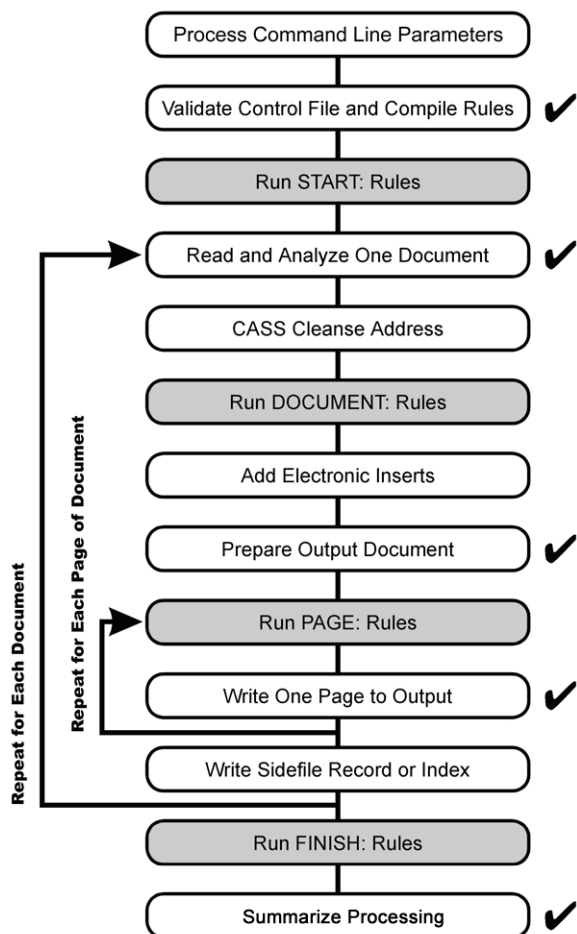 Process Command Line Parameters
Validate Control File and Compile Rules
Run START: Rules
Read and Analyze One Document
CASS Cleanse Address
Run DOCUMENT: Rules
Add Electronic Inserts
Prepare Output Document
Run PAGE: Rules
Write One Page to Output
Write Sidefile Record or Index
Run FINISH: Rules
Summarize Processing
Repeat for Each Document
Repeat for Each Page of Document